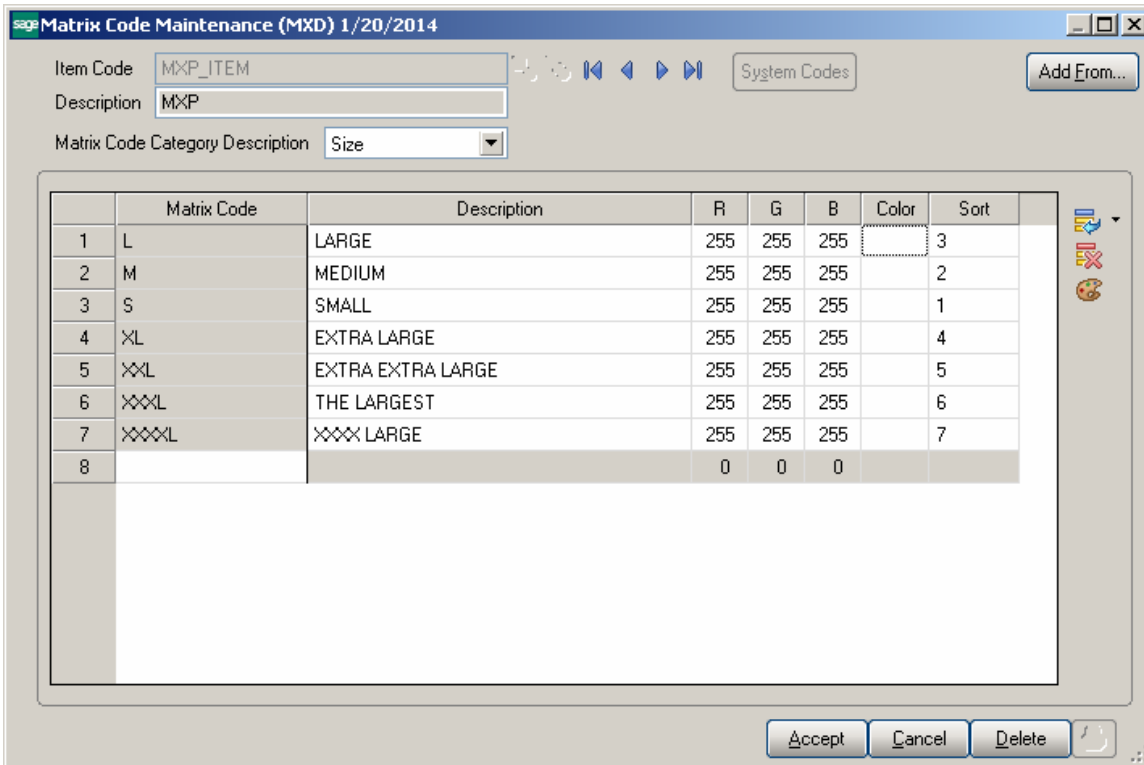 sage Matrix Code Maintenance (MXD) 1/20/2014
Item Code MXP_ITEM System Codes Add From...
Description MXP
Matrix Code Category Description Size
Matrix Code Description R G B Color Sort
1 L LARGE 255 255 255 3
2 M MEDIUM 255 255 255 2
3 S SMALL 255 255 255 1
4 XL EXTRA LARGE 255 255 255 4
5 XXL EXTRA EXTRA LARGE 255 255 255 5
6 XXXL THE LARGEST 255 255 255 6
7 XXXXL XXXX LARGE 255 255 255 7
8 0 0 0
Accept Cancel Delete